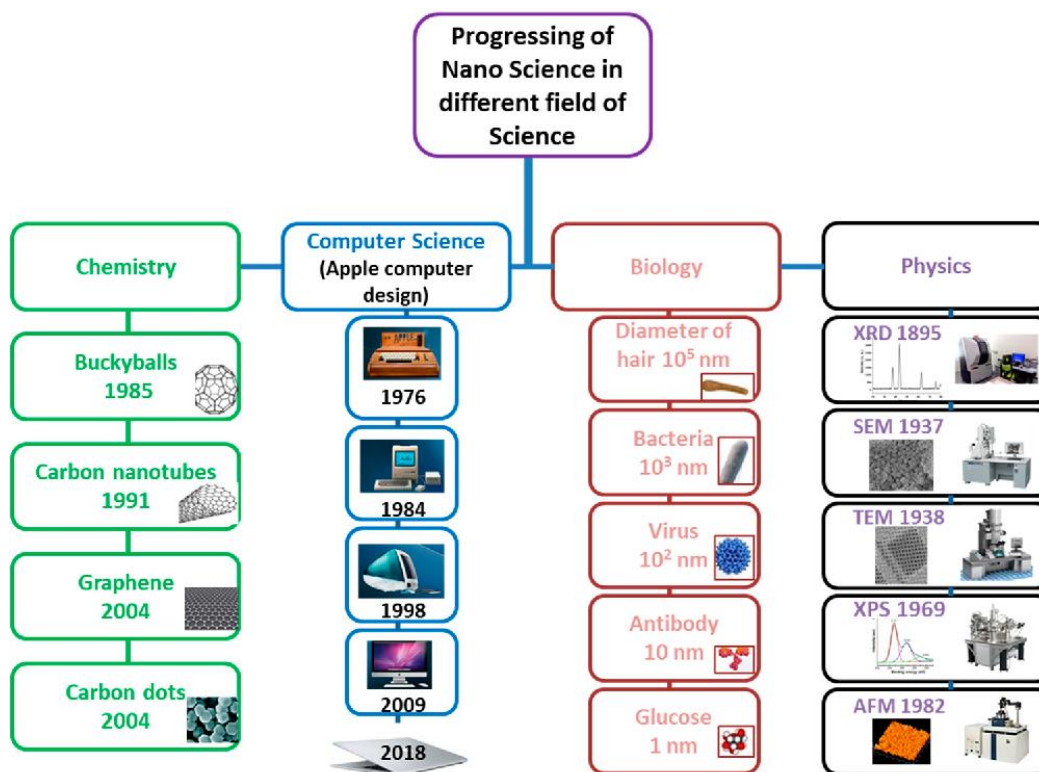 Progressing of
Nano Science in
different field of
Science
Chemistry
Buckyballs
1985
Carbon nanotubes
1991
Graphene
2004
Carbon dots
2004
Computer Science
(Apple computer
design)
1976
1984
1998
2009
2018
Biology
Diameter of
hair 10⁵ nm
Bacteria
10³ nm
Virus
10² nm
Antibody
10 nm
Glucose
1 nm
Physics
XRD 1895
SEM 1937
TEM 1938
XPS 1969
AFM 1982